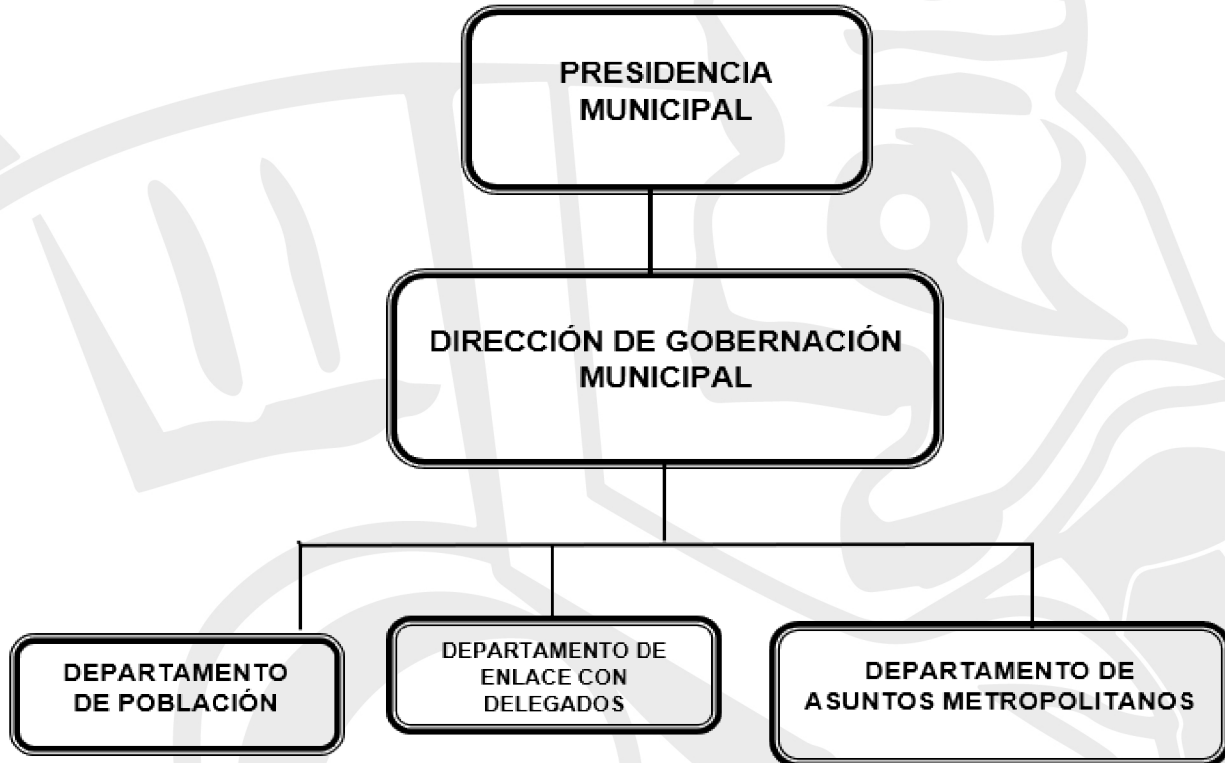 PRESIDENCIA
MUNICIPAL
DIRECCIÓN DE GOBERNACIÓN
MUNICIPAL
DEPARTAMENTO
DE POBLACIÓN
DEPARTAMENTO DE
ENLACE CON
DELEGADOS
DEPARTAMENTO DE
ASUNTOS METROPOLITANOS